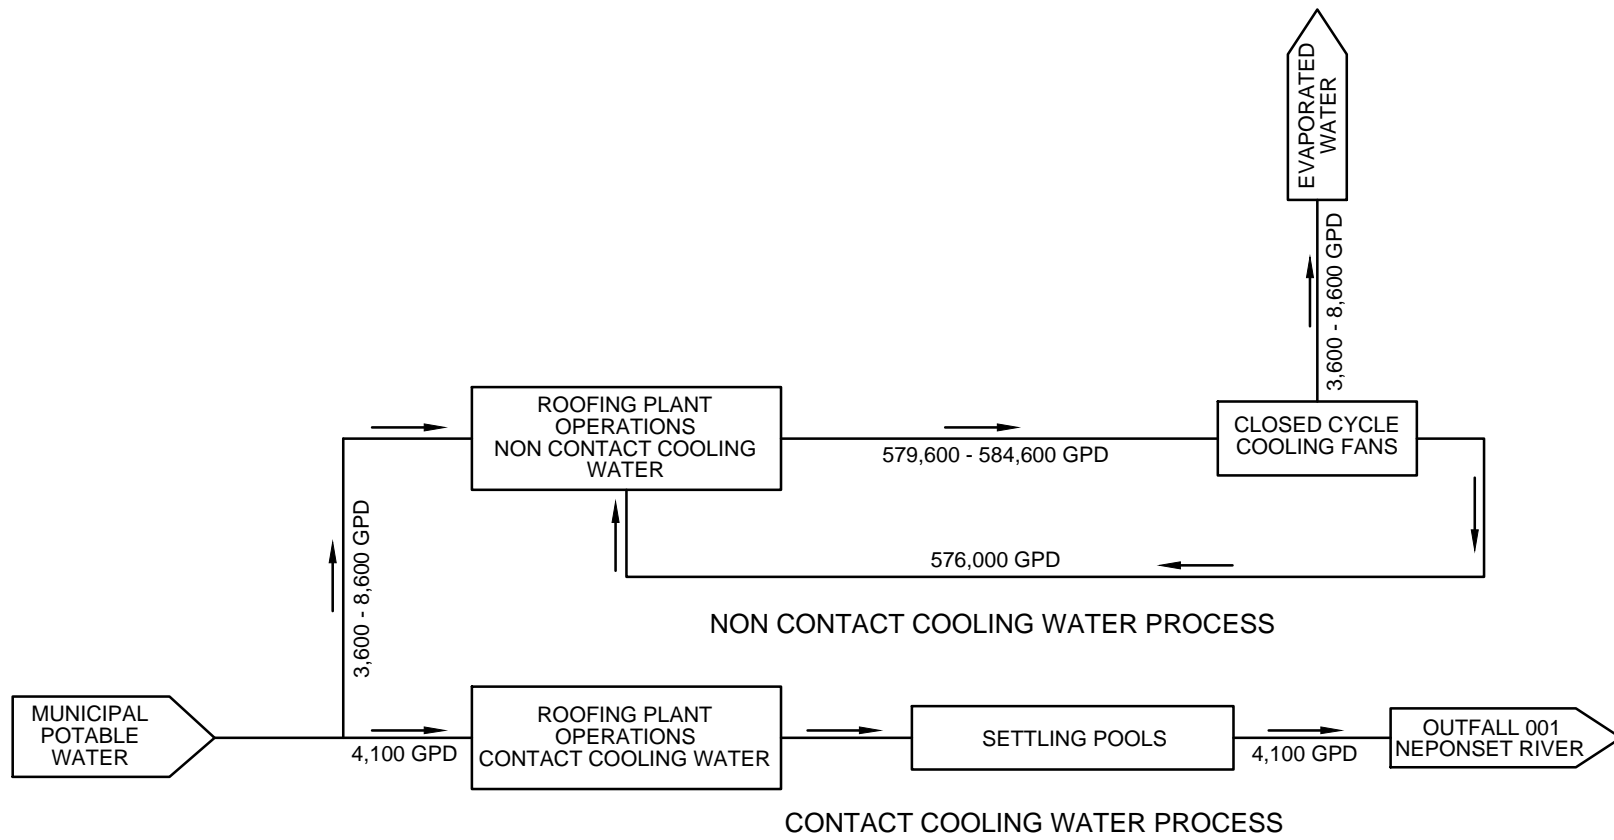 EVAPORATED
WATER
3,600 - 8,600 GPD
ROOFING PLANT
OPERATIONS
NON CONTACT COOLING
WATER
579,600 - 584,600 GPD
CLOSED CYCLE
COOLING FANS
576,000 GPD
3,600 - 8,600 GPD
NON CONTACT COOLING WATER PROCESS
MUNICIPAL
POTABLE
WATER
4,100 GPD
ROOFING PLANT
OPERATIONS
CONTACT COOLING WATER
SETTLING POOLS
4,100 GPD
OUTFALL 001
NEPONSET RIVER
CONTACT COOLING WATER PROCESS